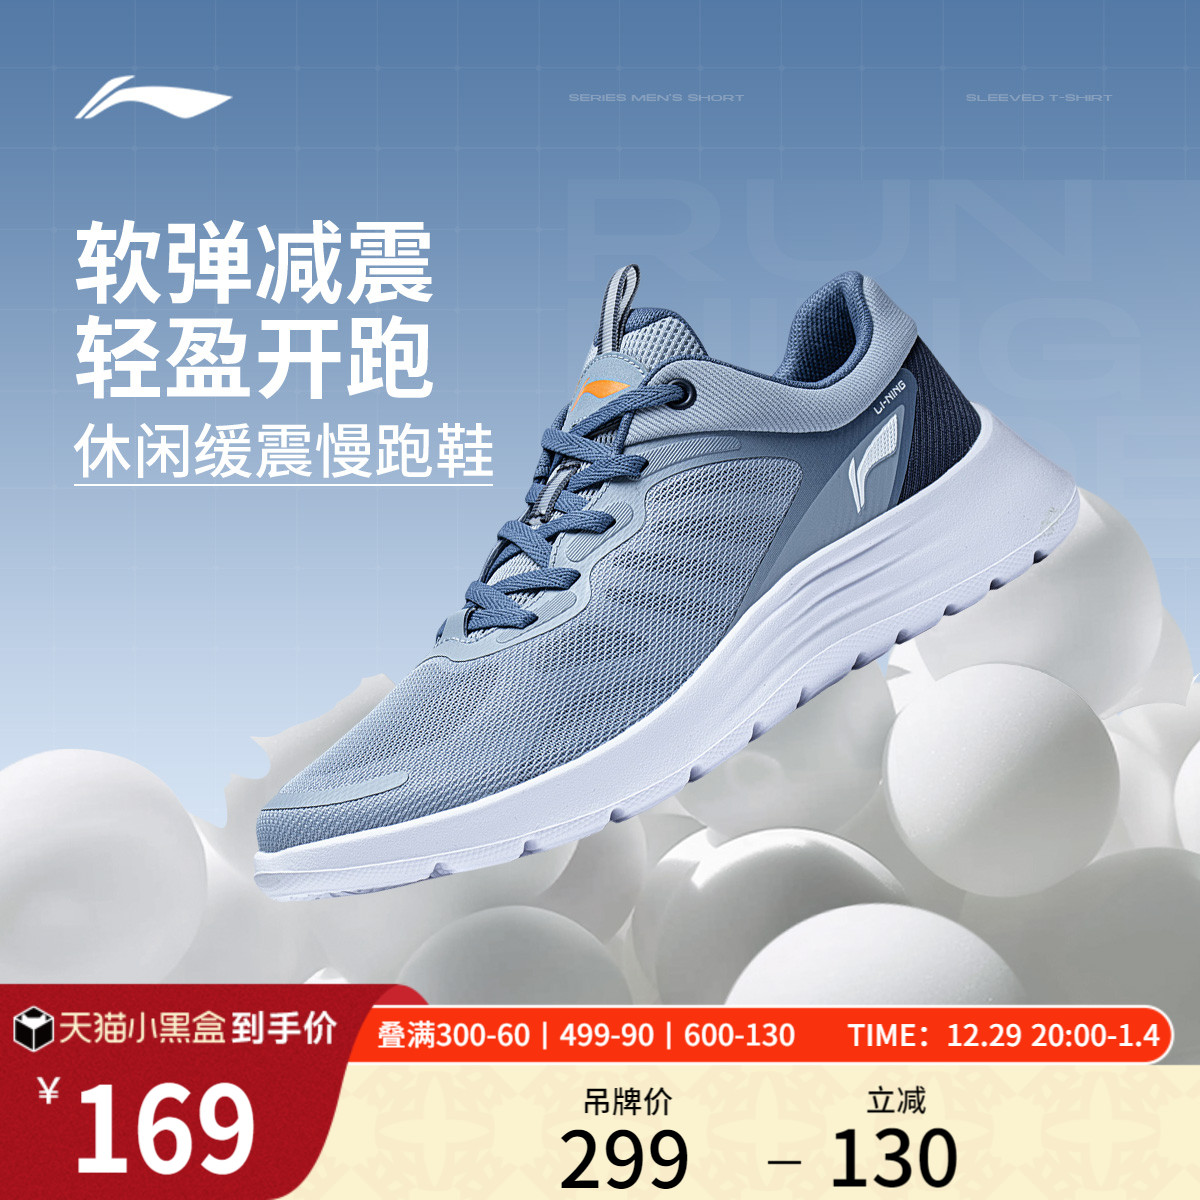 SERIES MEN'S SHORT
SLEEVED T-SHIRT
RUN
NING
软弹减震
轻盈开跑
休闲缓震慢跑鞋
LI-NING
天猫小黑盒 到手价
¥ 169
叠满300-60 | 499-90 | 600-130
TIME: 12.29 20:00-1.4
吊牌价
299
立减
- 130